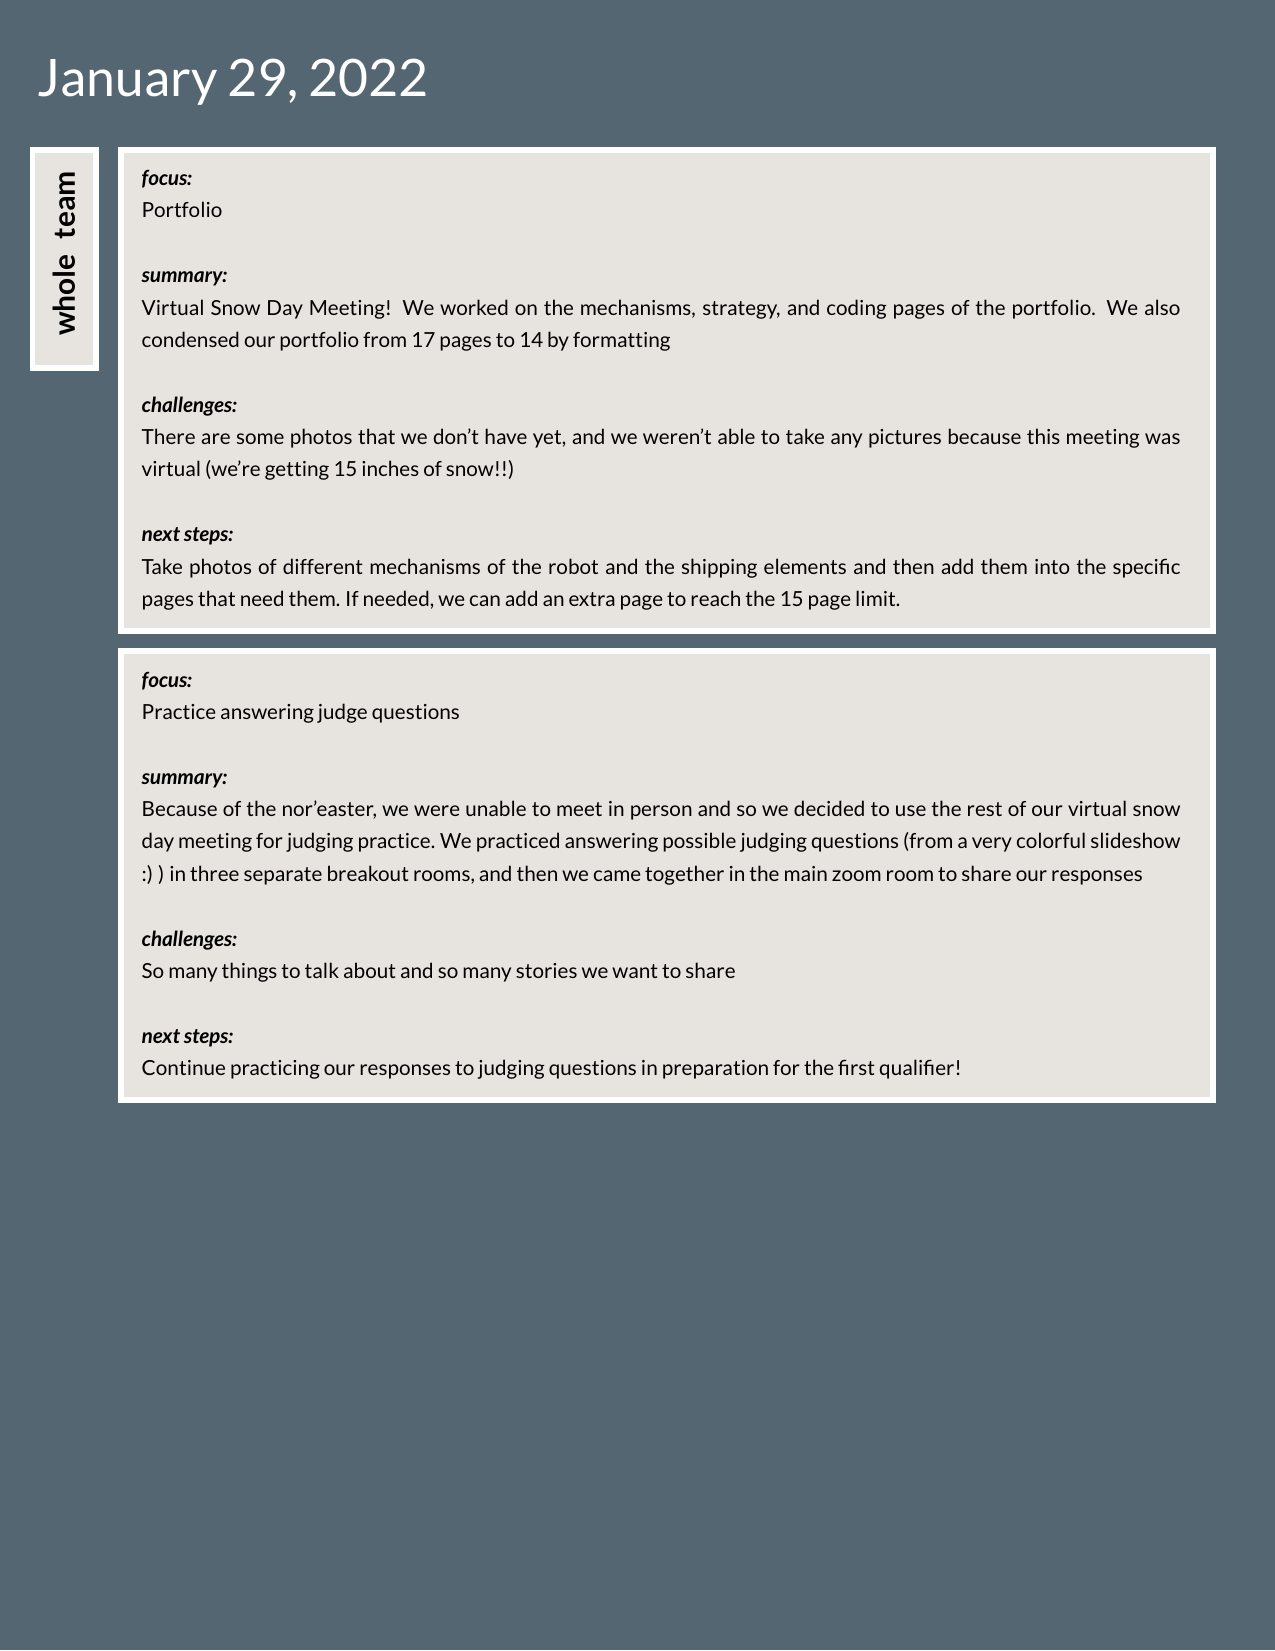 January 29, 2022
whole team
focus:
Portfolio
summary:
Virtual Snow Day Meeting! We worked on the mechanisms, strategy, and coding pages of the portfolio. We also
condensed our portfolio from 17 pages to 14 by formatting
challenges:
There are some photos that we don’t have yet, and we weren’t able to take any pictures because this meeting was
virtual (we’re getting 15 inches of snow!!)
next steps:
Take photos of different mechanisms of the robot and the shipping elements and then add them into the specific
pages that need them. If needed, we can add an extra page to reach the 15 page limit.
focus:
Practice answering judge questions
summary:
Because of the nor’easter, we were unable to meet in person and so we decided to use the rest of our virtual snow
day meeting for judging practice. We practiced answering possible judging questions (from a very colorful slideshow
:) ) in three separate breakout rooms, and then we came together in the main zoom room to share our responses
challenges:
So many things to talk about and so many stories we want to share
next steps:
Continue practicing our responses to judging questions in preparation for the first qualifier!